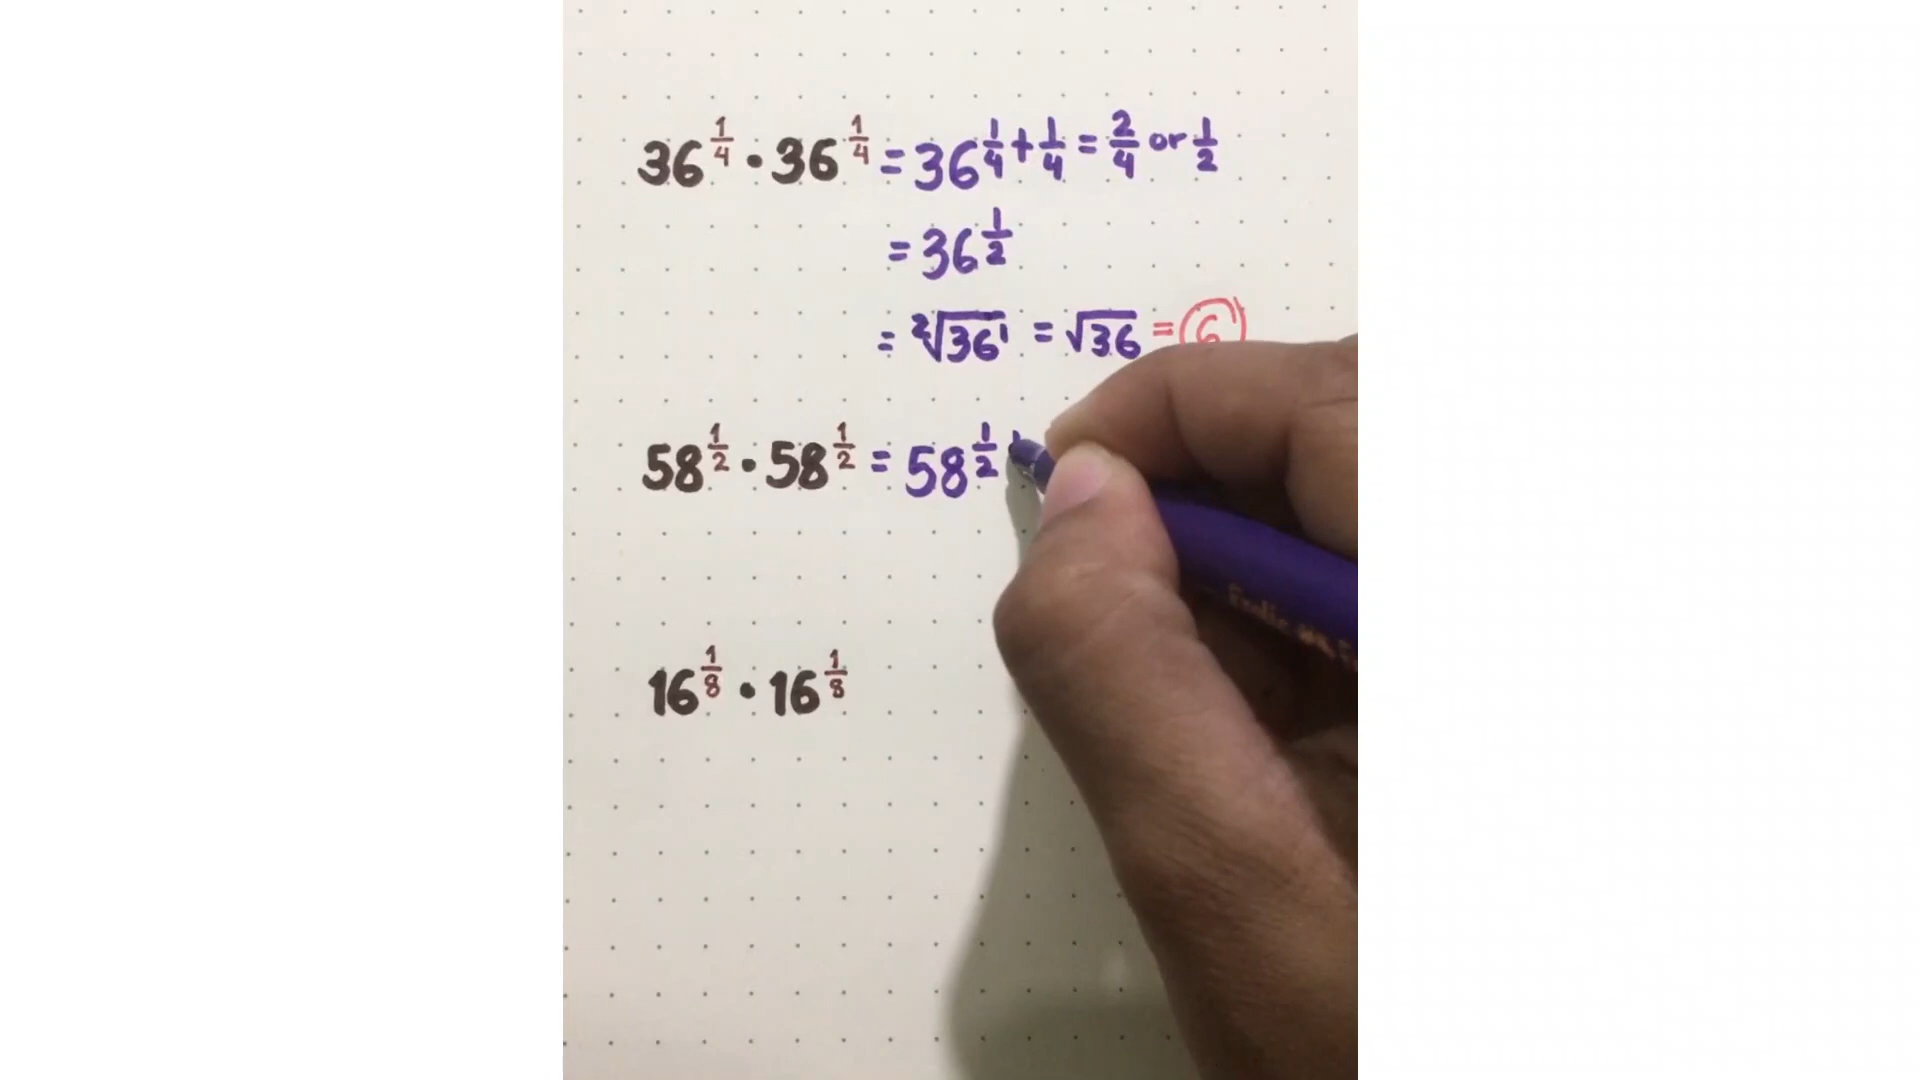 36^{1/4} · 36^{1/4} = 36^{1/4 + 1/4} = 2/4 or 1/2
= 36^{1/2}
= ²√36¹ = √36 = 6
58^{1/2} · 58^{1/2} = 58^{1/2}
16^{1/8} · 16^{1/8}